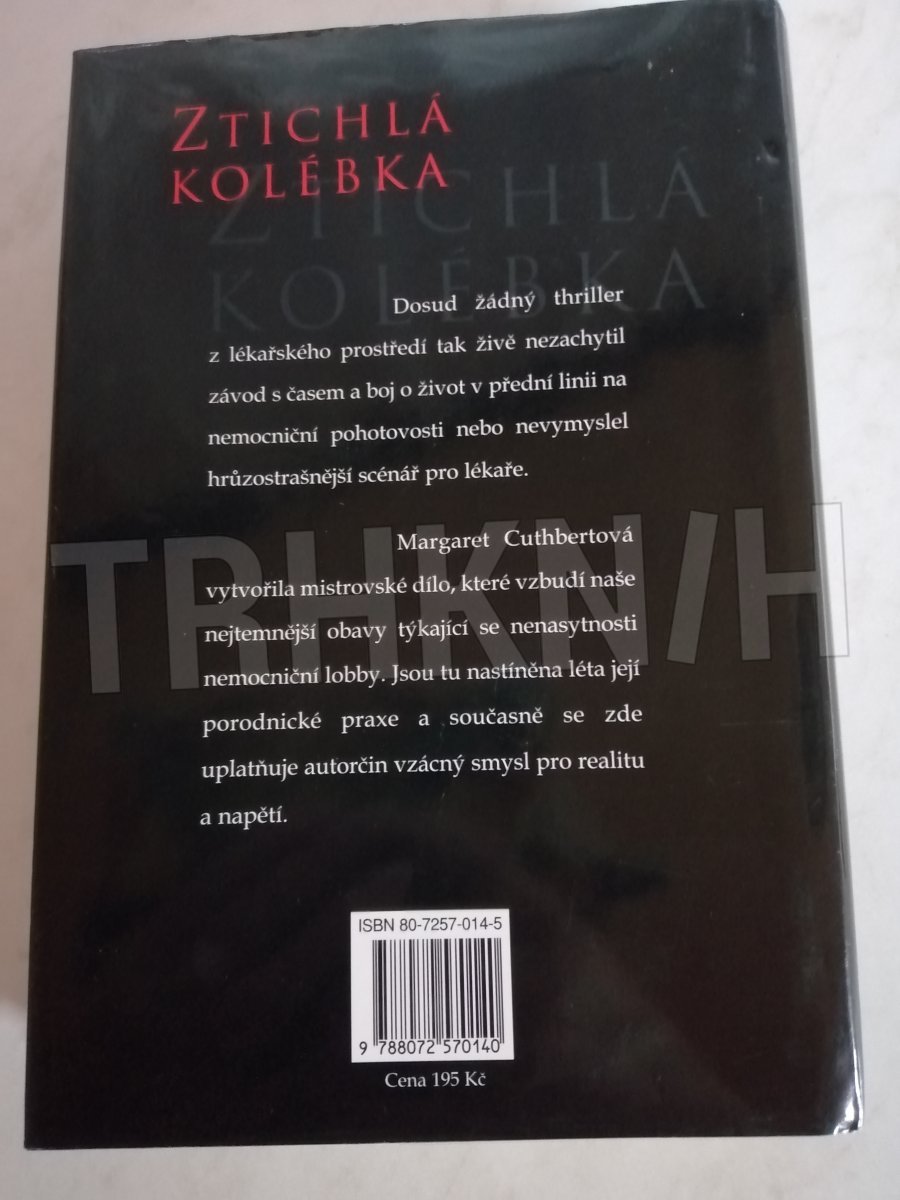 ZTICHLÁ
KOLÉBKA
ZTICHLÁ
KOLÉBKA
Dosud žádný thriller
z lékařského prostředí tak živě nezachytil
závod s časem a boj o život v přední linii na
nemocniční pohotovosti nebo nevymyslel
hrůzostrašnější scénář pro lékaře.
Margaret Cuthbertová
vytvořila mistrovské dílo, které vzbudí naše
nejtemnější obavy týkající se nenasytnosti
nemocniční lobby. Jsou tu nastíněna léta její
porodnické praxe a současně se zde
uplatňuje autorčin vzácný smysl pro realitu
a napětí.
TRHKN/H
ISBN 80-7257-014-5
9 788072 570140
Cena 195 Kč